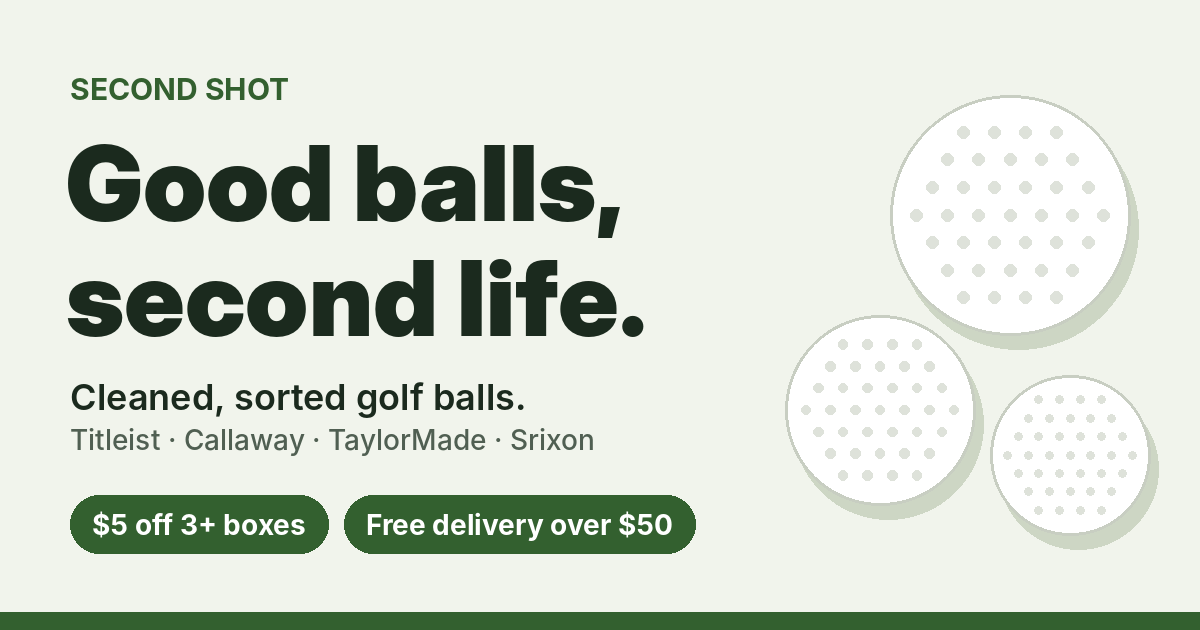 SECOND SHOT
Good balls,
second life.
Cleaned, sorted golf balls.
Titleist · Callaway · TaylorMade · Srixon
$5 off 3+ boxes
Free delivery over $50